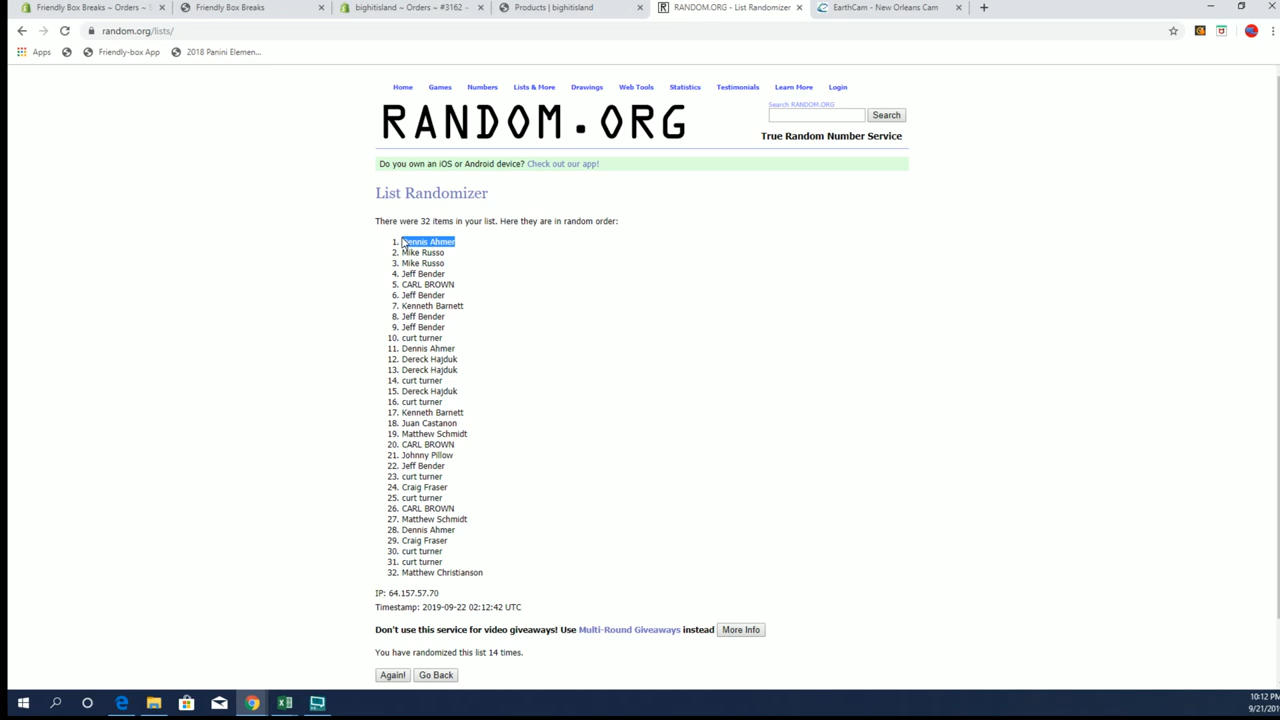 Friendly Box Breaks ~ Orders ~ S
Friendly Box Breaks
bighitisland ~ Orders ~ #3162 -
Products | bighitisland
RANDOM.ORG - List Randomizer
EarthCam - New Orleans Cam
random.org/lists/
Apps
Friendly-box App
2018 Panini Elemen...
Home Games Numbers Lists & More Drawings Web Tools Statistics Testimonials Learn More Login
RANDOM.ORG
Search RANDOM.ORG
Search
True Random Number Service
Do you own an iOS or Android device? Check out our app!
List Randomizer
There were 32 items in your list. Here they are in random order:
1. Dennis Ahmer
2. Mike Russo
3. Mike Russo
4. Jeff Bender
5. CARL BROWN
6. Jeff Bender
7. Kenneth Barnett
8. Jeff Bender
9. Jeff Bender
10. curt turner
11. Dennis Ahmer
12. Dereck Hajduk
13. Dereck Hajduk
14. curt turner
15. Dereck Hajduk
16. curt turner
17. Kenneth Barnett
18. Juan Castanon
19. Matthew Schmidt
20. CARL BROWN
21. Johnny Pillow
22. Jeff Bender
23. curt turner
24. Craig Fraser
25. curt turner
26. CARL BROWN
27. Matthew Schmidt
28. Dennis Ahmer
29. Craig Fraser
30. curt turner
31. curt turner
32. Matthew Christianson
IP: 64.157.57.70
Timestamp: 2019-09-22 02:12:42 UTC
Don't use this service for video giveaways! Use Multi-Round Giveaways instead More Info
You have randomized this list 14 times.
Again! Go Back
10:12 PM
9/21/2019